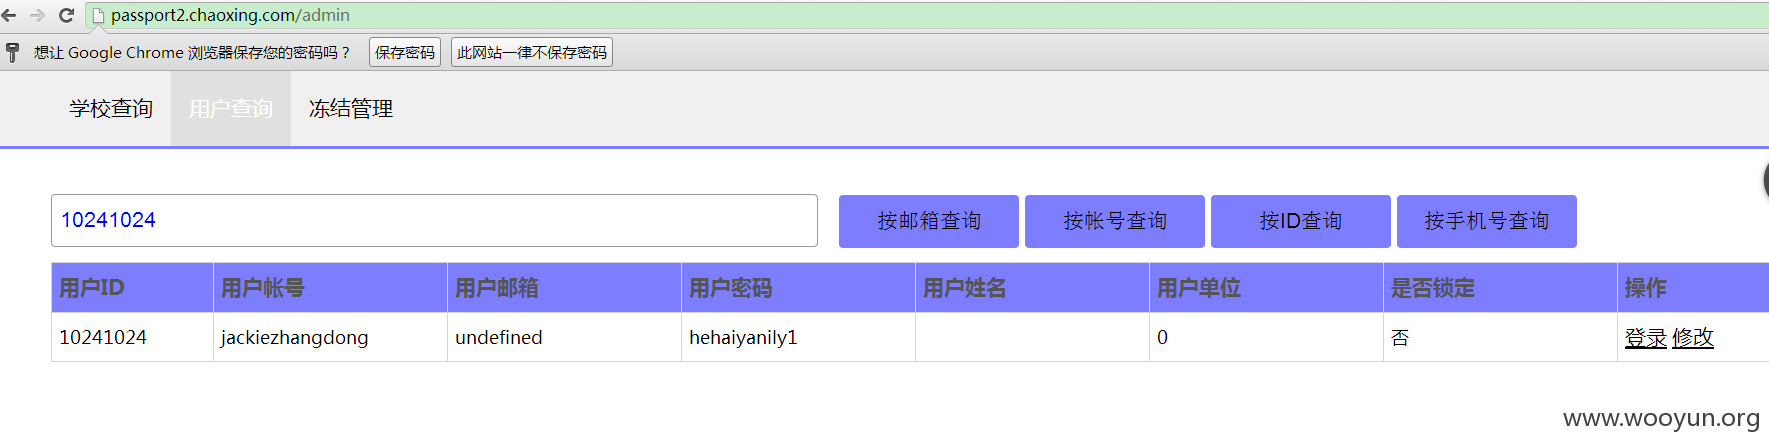 passport2.chaoxing.com/admin
想让 Google Chrome 浏览器保存您的密码吗？ 保存密码 此网站一律不保存密码
学校查询 用户查询 冻结管理
10241024 按邮箱查询 按帐号查询 按ID查询 按手机号查询
用户ID 用户帐号 用户邮箱 用户密码 用户姓名 用户单位 是否锁定 操作
10241024 jackiezhangdong undefined hehaiyanily1 0 否 登录 修改
www.wooyun.org